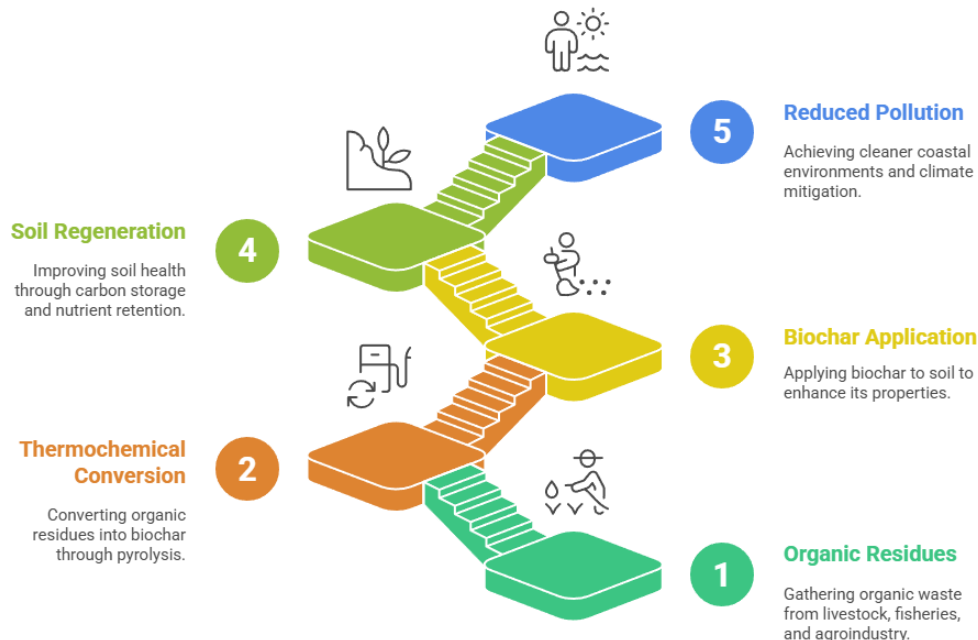 5
Reduced Pollution
Achieving cleaner coastal
environments and climate
mitigation.
Soil Regeneration
4
Improving soil health
through carbon storage
and nutrient retention.
3
Biochar Application
Applying biochar to soil to
enhance its properties.
Thermochemical
Conversion
2
Converting organic
residues into biochar
through pyrolysis.
1
Organic Residues
Gathering organic waste
from livestock, fisheries,
and agroindustry.